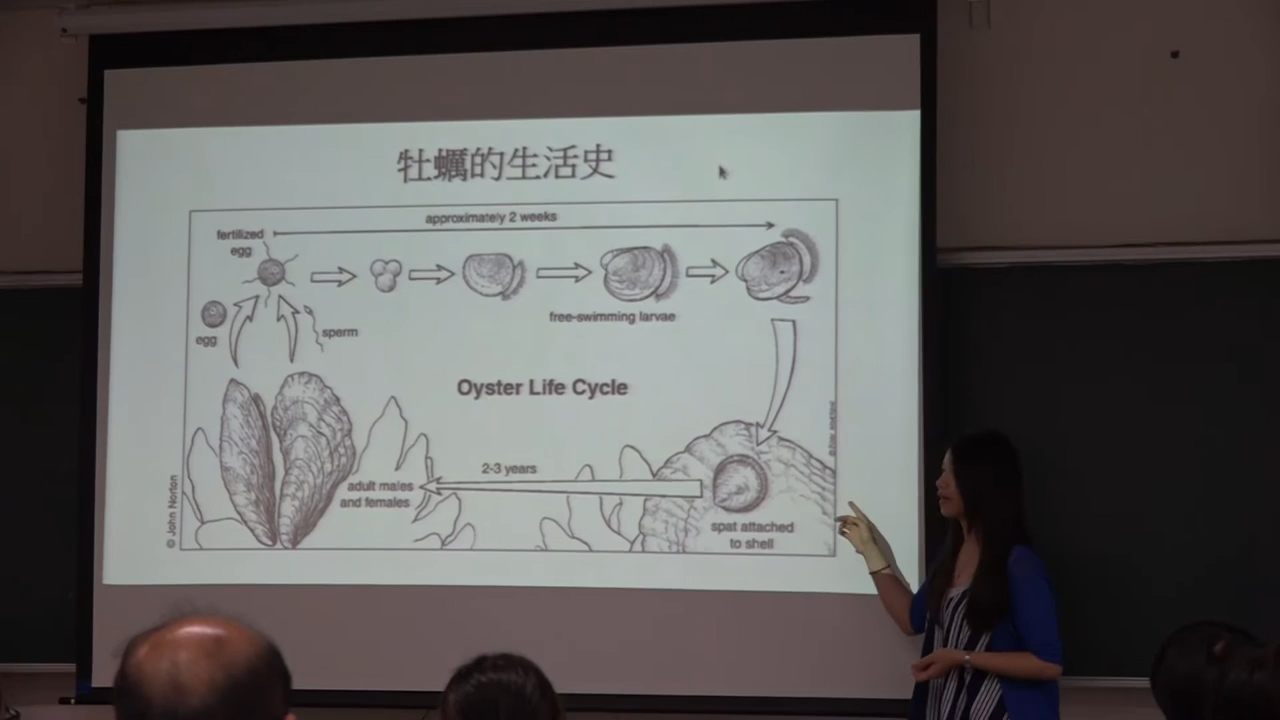 牡蠣的生活史
approximately 2 weeks
fertilized
egg
egg
sperm
free-swimming larvae
Oyster Life Cycle
2-3 years
adult males
and females
spat attached
to shell
© John Norton